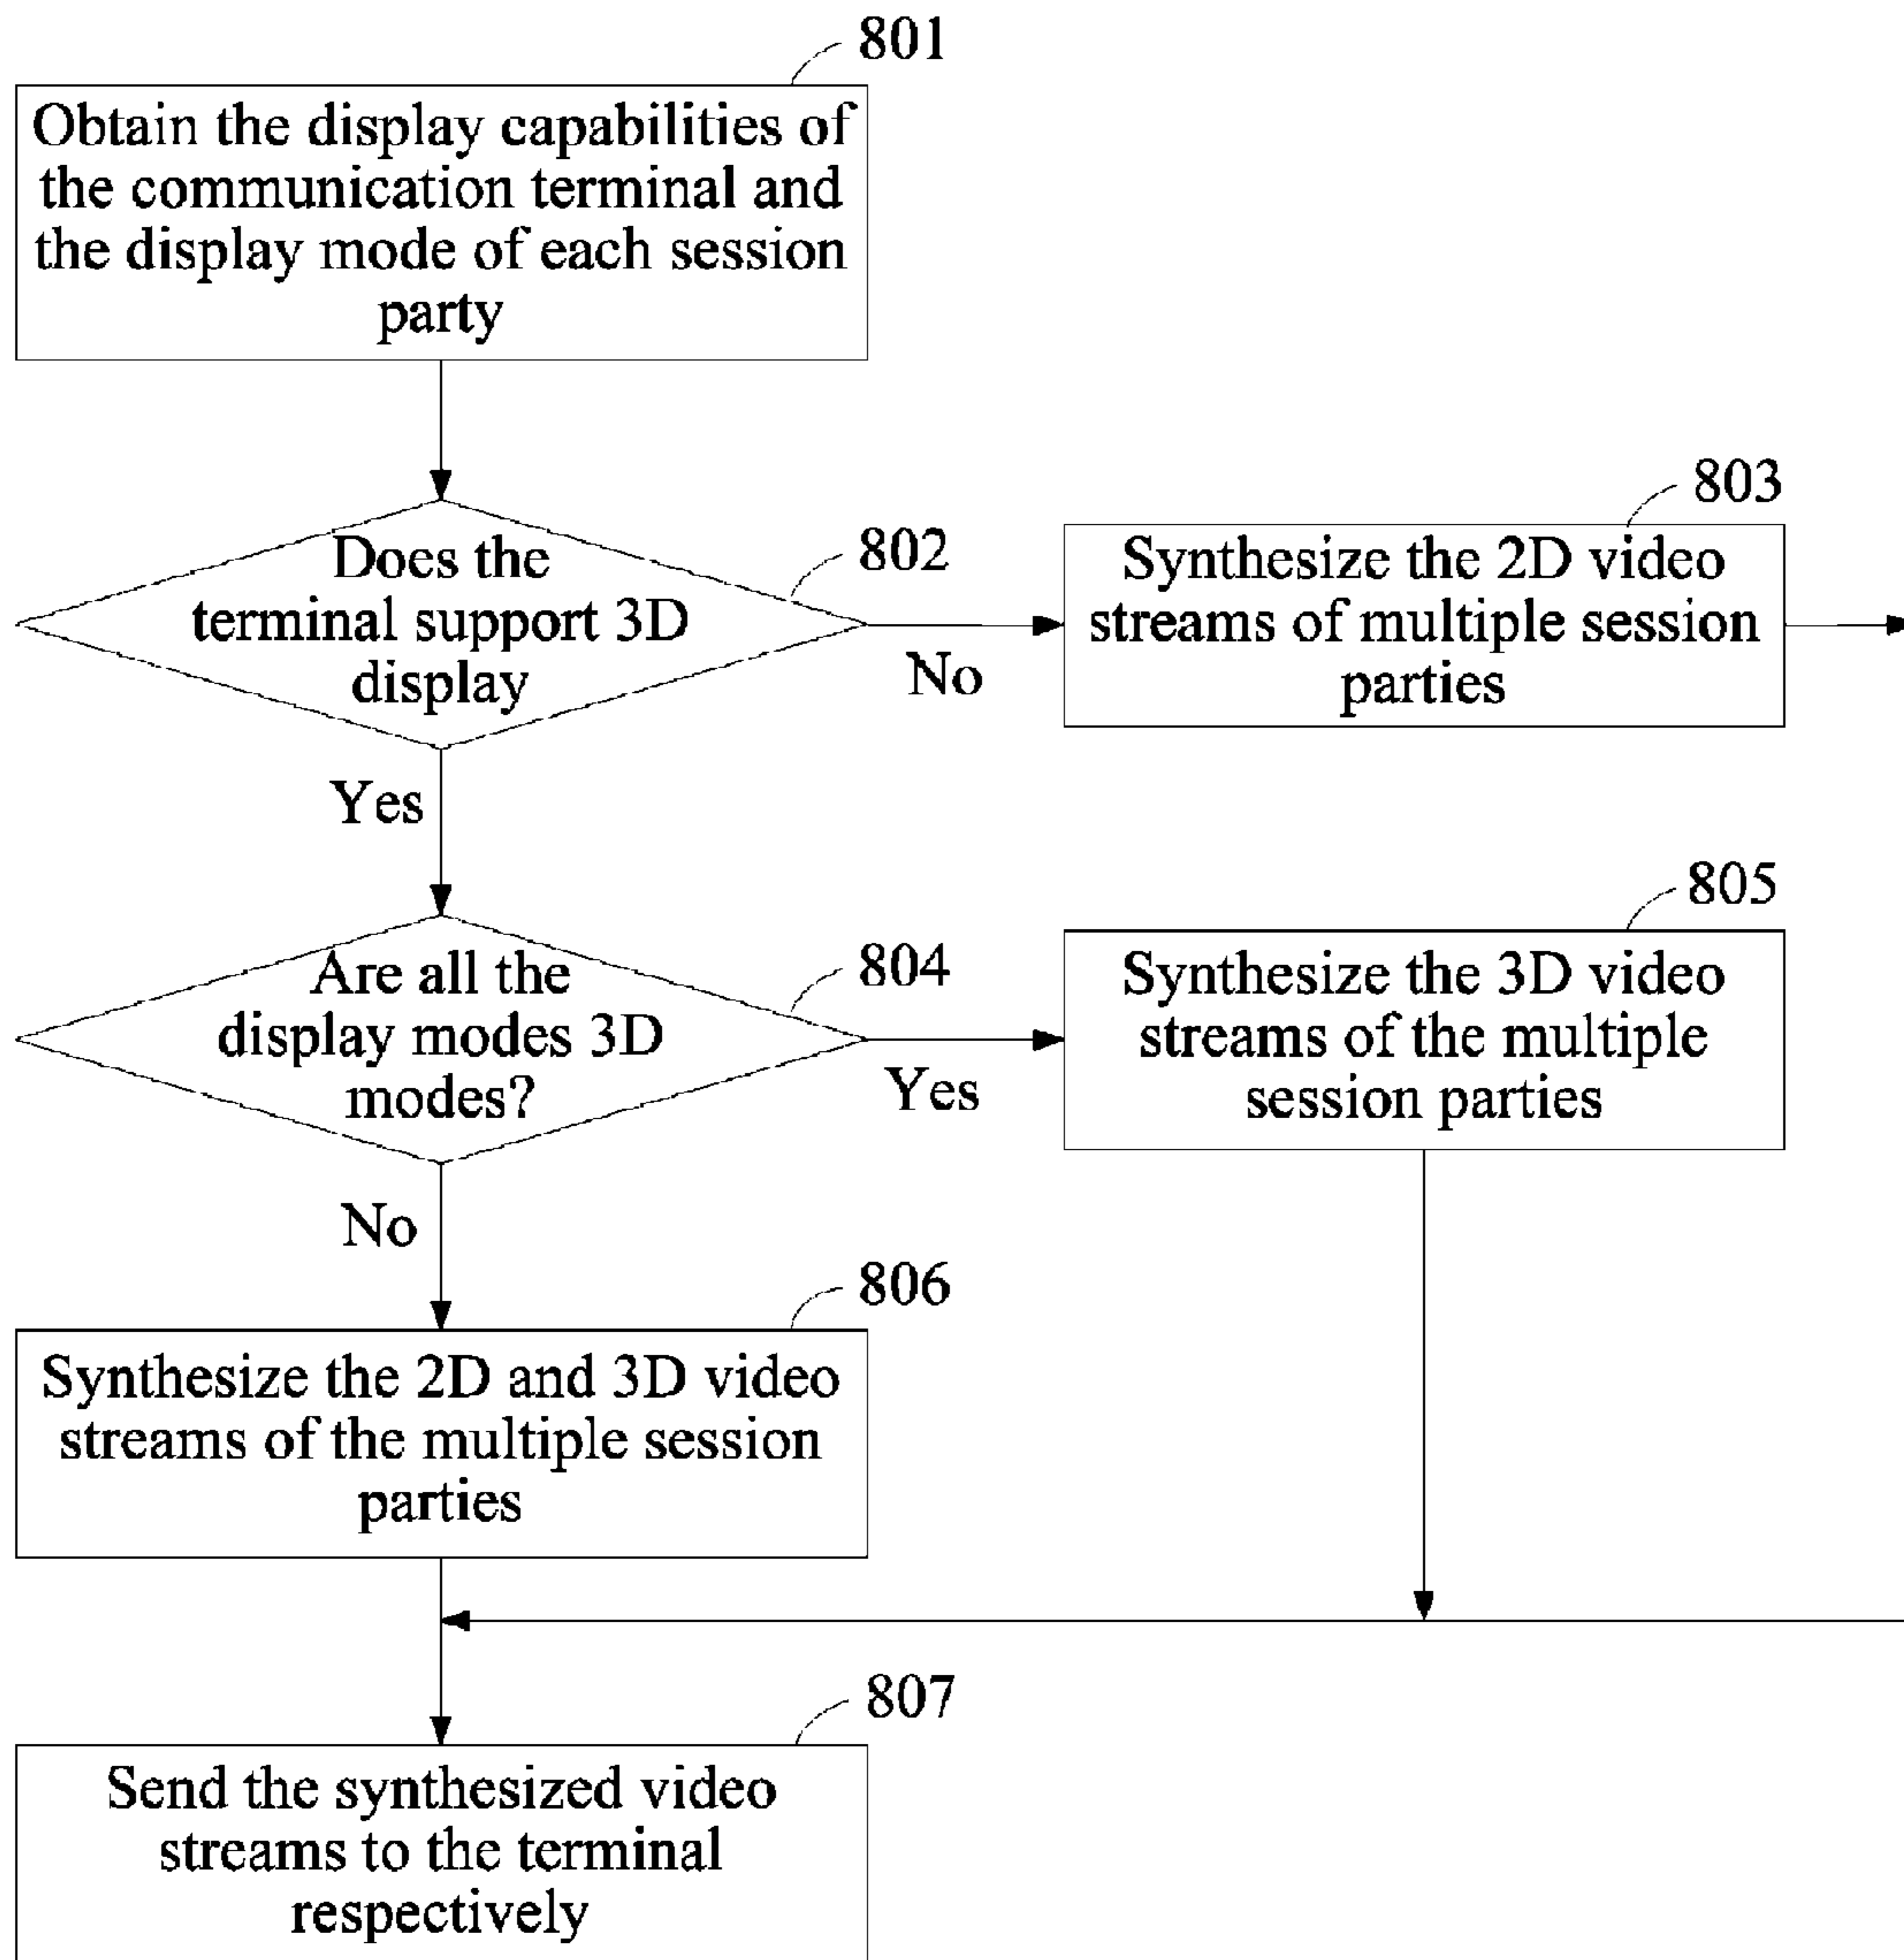 801
Obtain the display capabilities of
the communication terminal and
the display mode of each session
party
802
Does the
terminal support 3D
display
No
803
Synthesize the 2D video
streams of multiple session
parties
Yes
804
Are all the
display modes 3D
modes?
Yes
805
Synthesize the 3D video
streams of the multiple
session parties
No
806
Synthesize the 2D and 3D video
streams of the multiple session
parties
807
Send the synthesized video
streams to the terminal
respectively